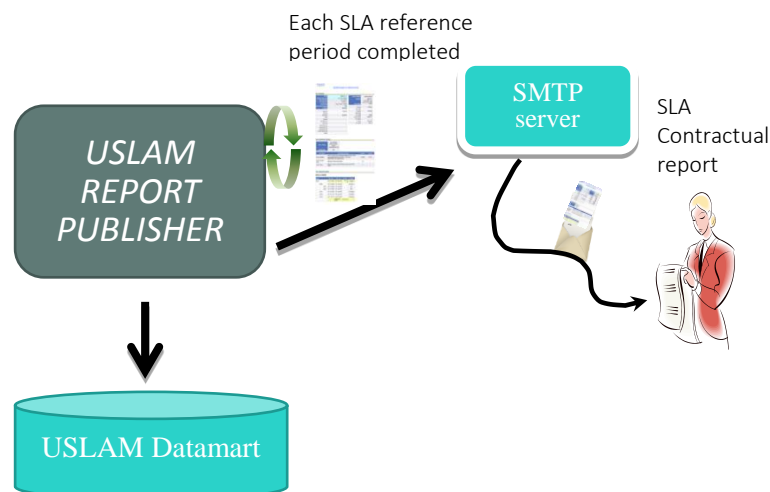 Each SLA reference
period completed
SMTP
server
SLA
Contractual
report
USLAM
REPORT
PUBLISHER
USLAM Datamart